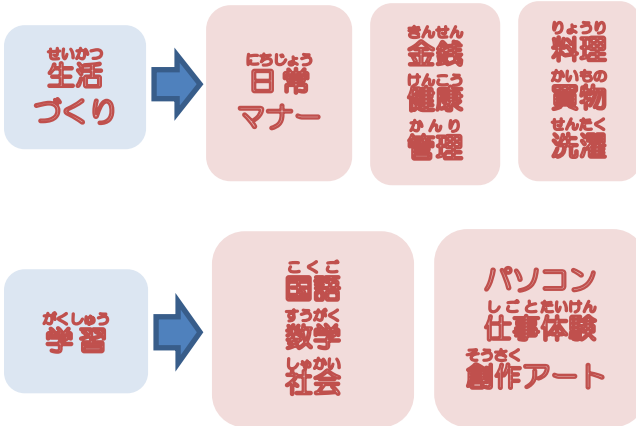 せいかつ
生活
づくり
にちじょう
日常
マナー
きんせん
金銭
けんこう
健康
かんり
管理
りょうり
料理
かいもの
買物
せんたく
洗濯
がくしゅう
学習
こくご
国語
すうがく
数学
しゃかい
社会
パソコン
しごとたいけん
仕事体験
そうさく
創作アート